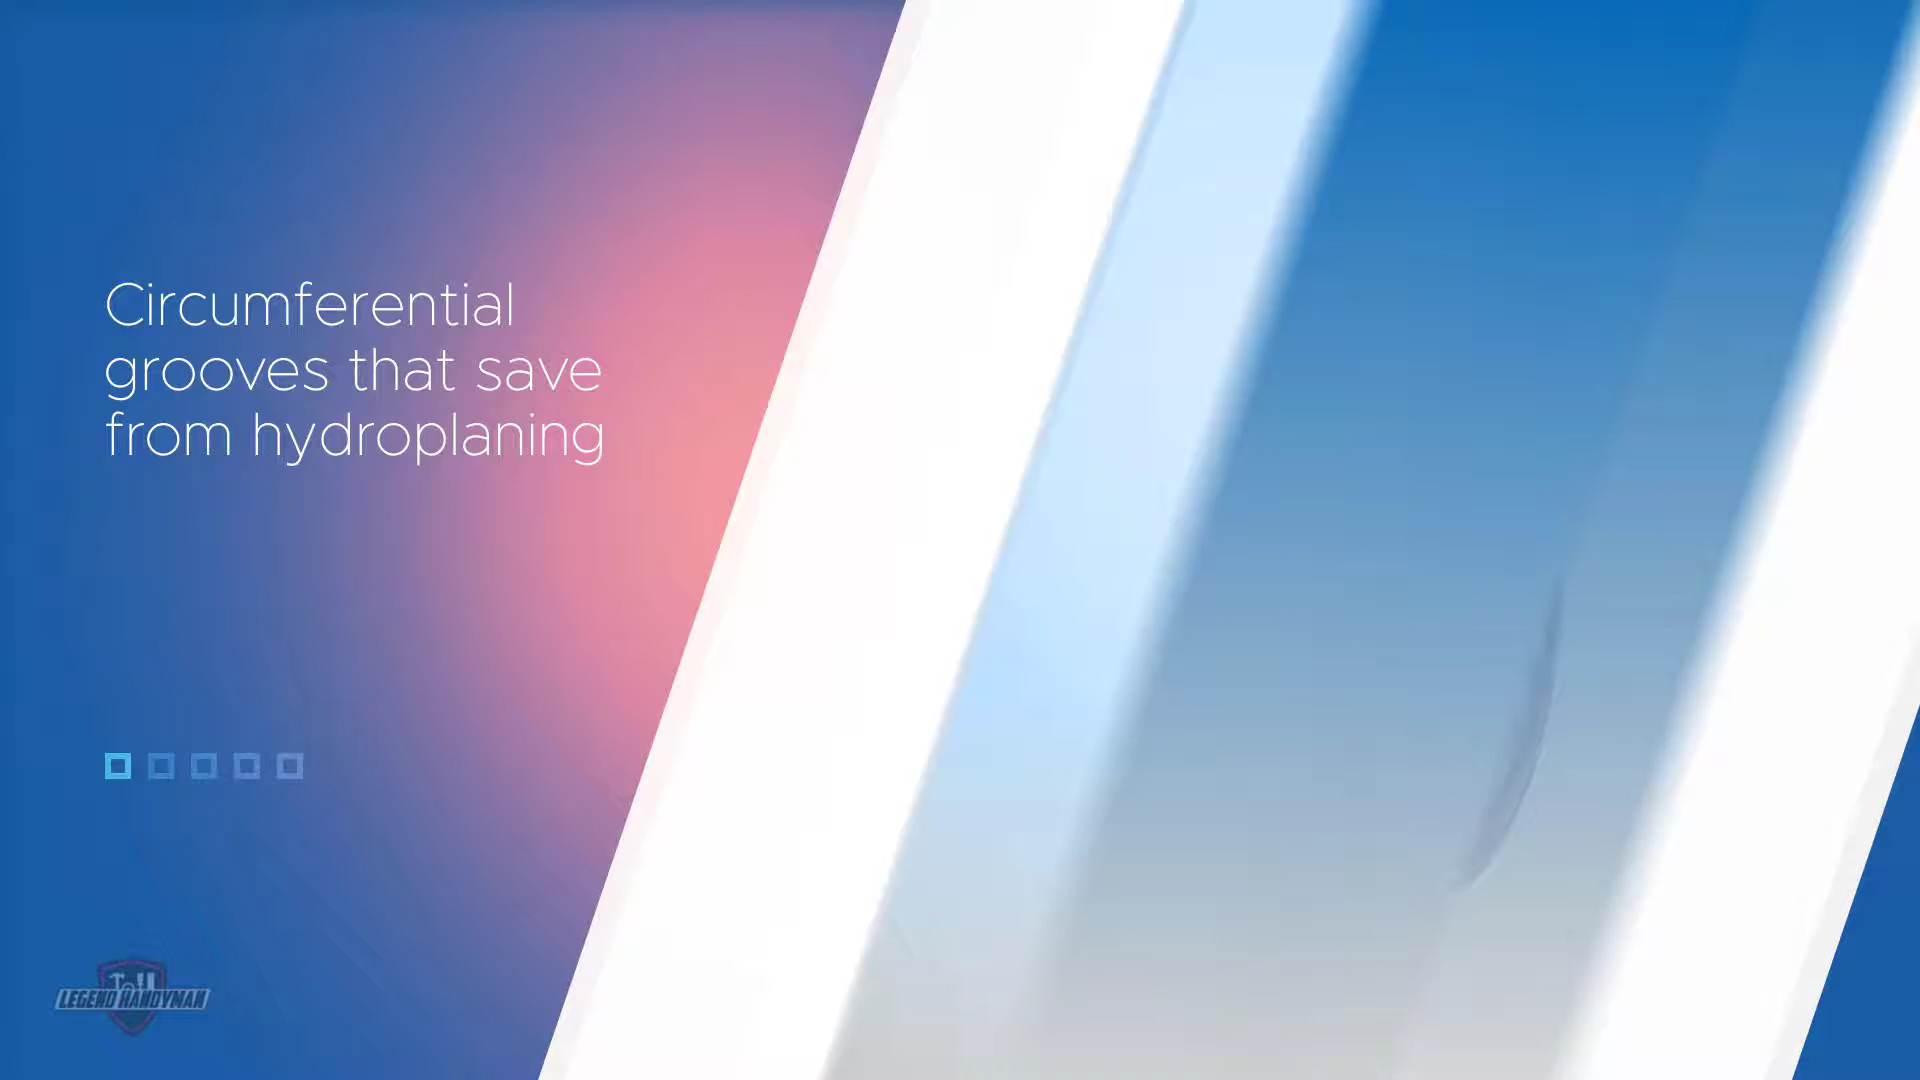 Circumferential
grooves that save
from hydroplaning
LEGEND HANDYMAN